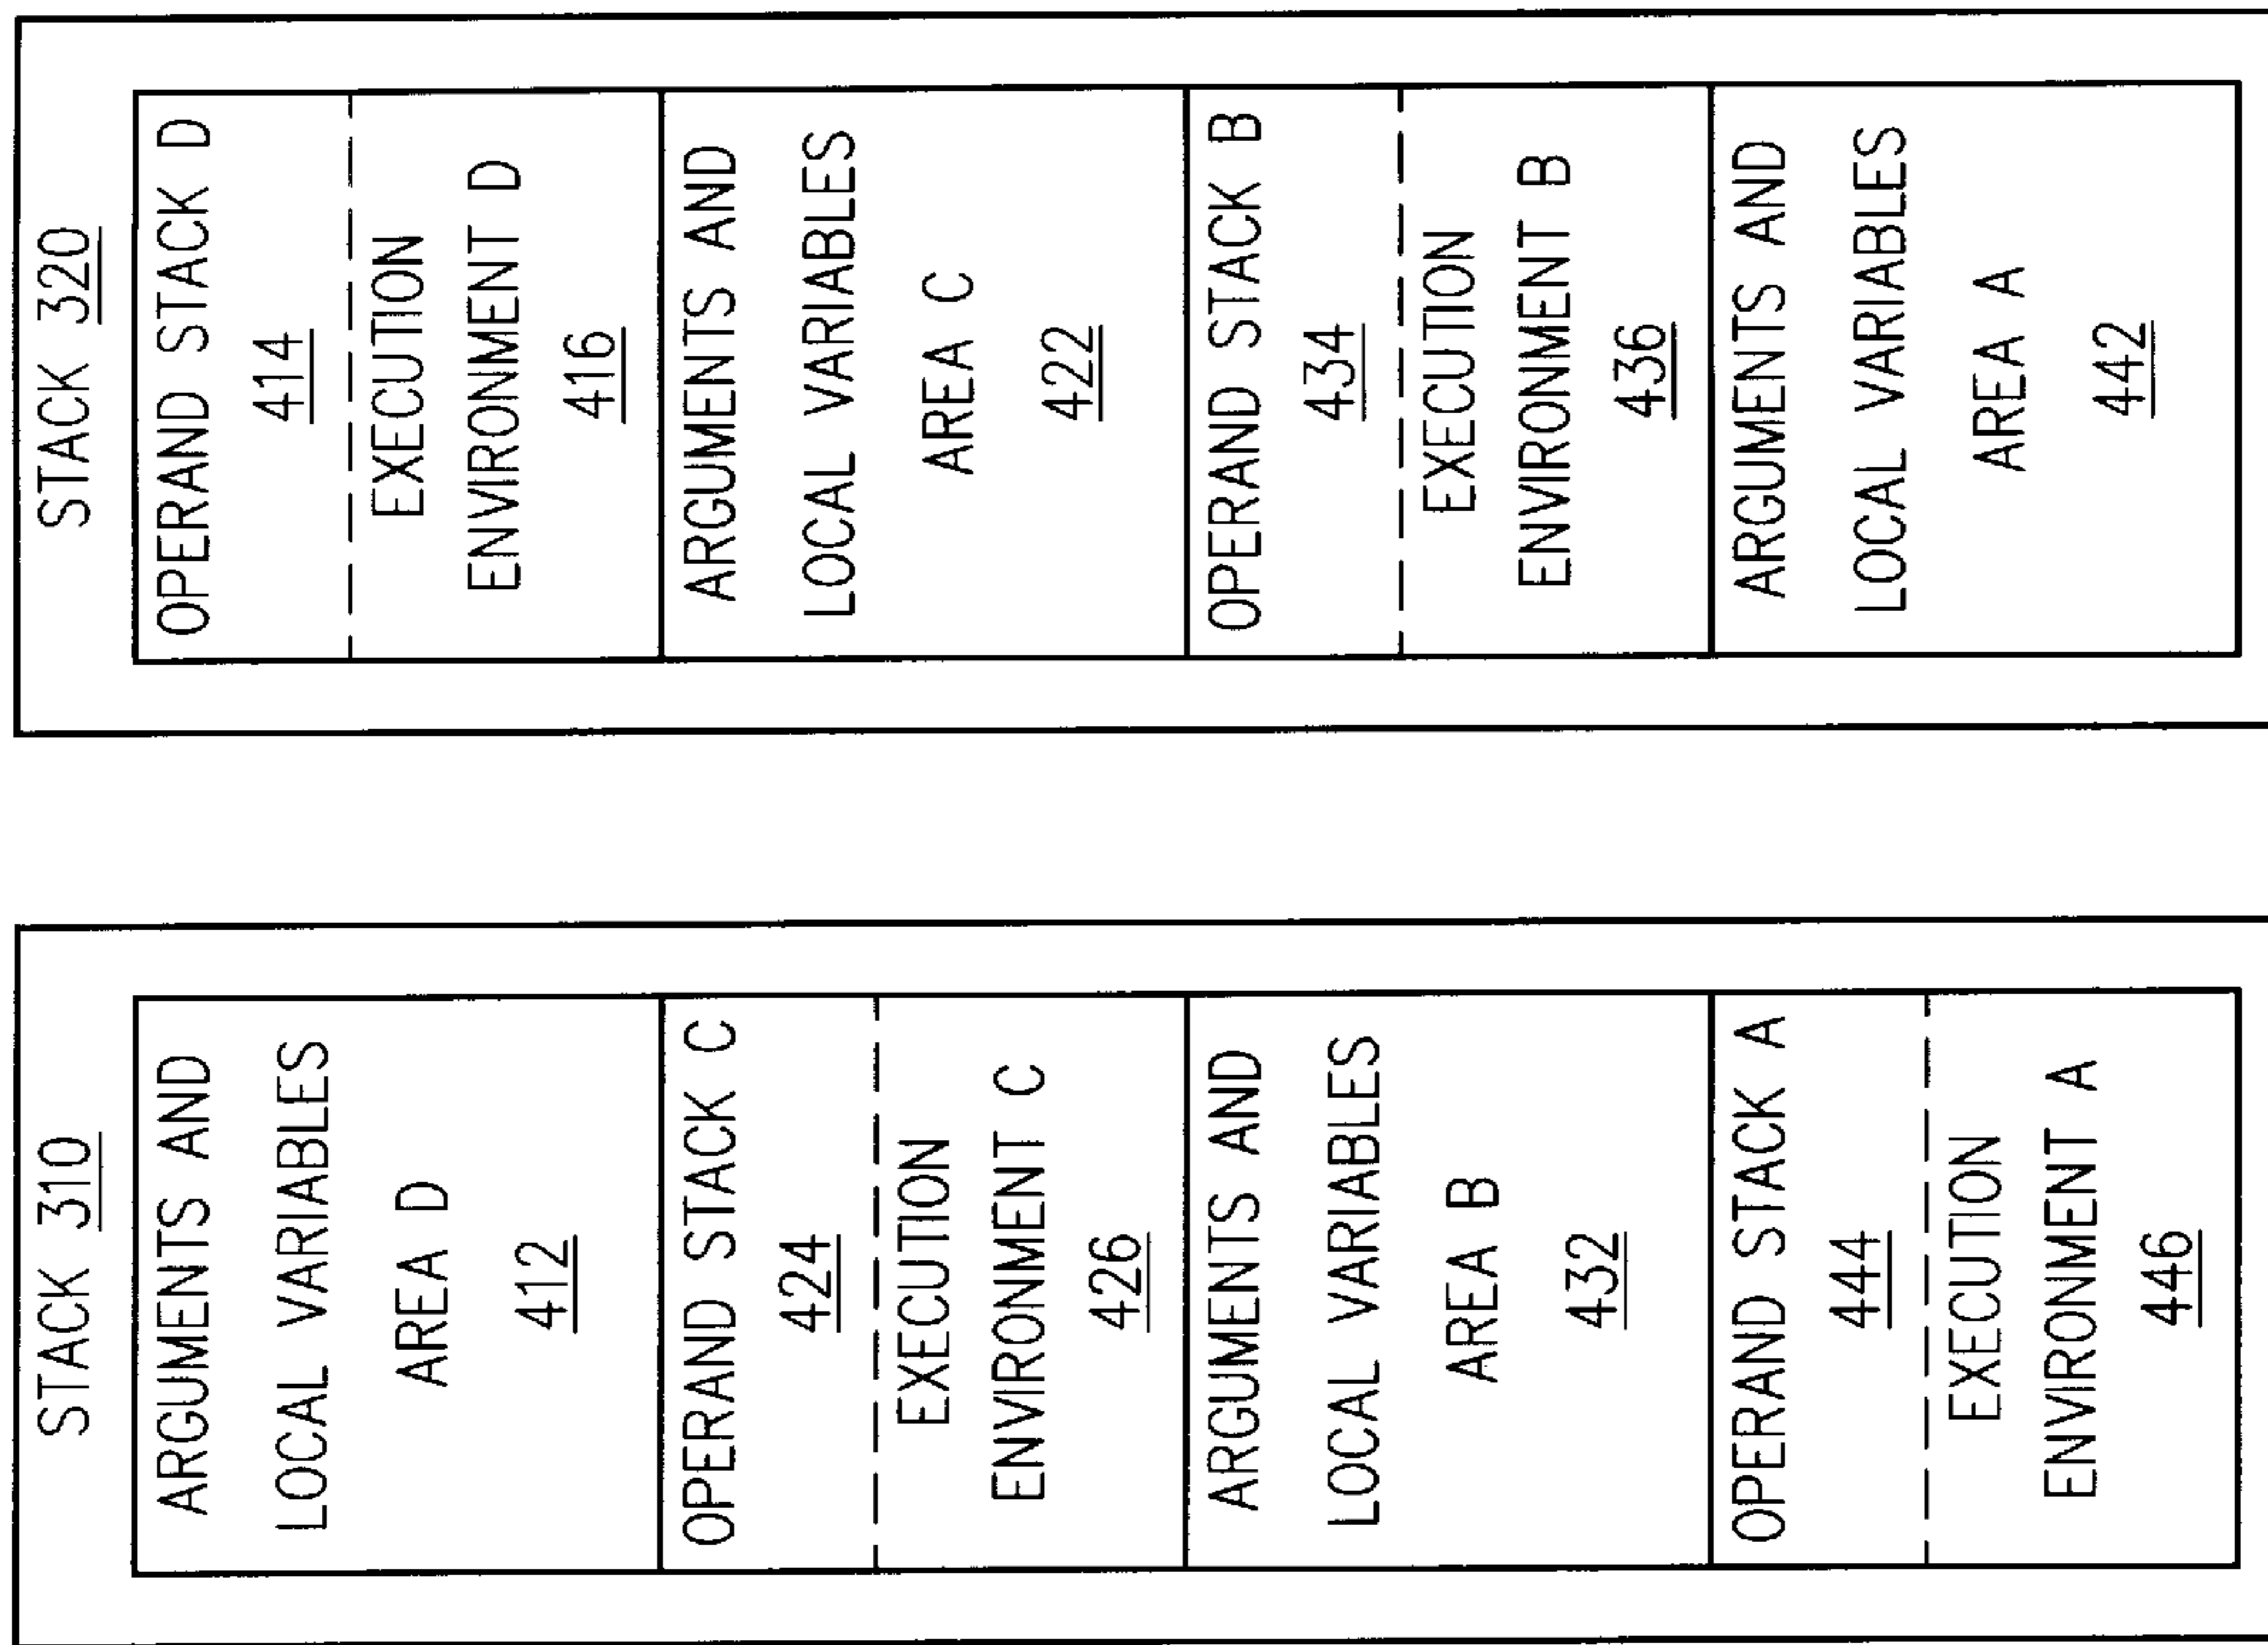 STACK 310
ARGUMENTS AND
LOCAL VARIABLES
AREA D
412
OPERAND STACK C
424
EXECUTION
ENVIRONMENT C
426
ARGUMENTS AND
LOCAL VARIABLES
AREA B
432
OPERAND STACK A
444
EXECUTION
ENVIRONMENT A
446
STACK 320
OPERAND STACK D
414
EXECUTION
ENVIRONMENT D
416
ARGUMENTS AND
LOCAL VARIABLES
AREA C
422
OPERAND STACK B
434
EXECUTION
ENVIRONMENT B
436
ARGUMENTS AND
LOCAL VARIABLES
AREA A
442